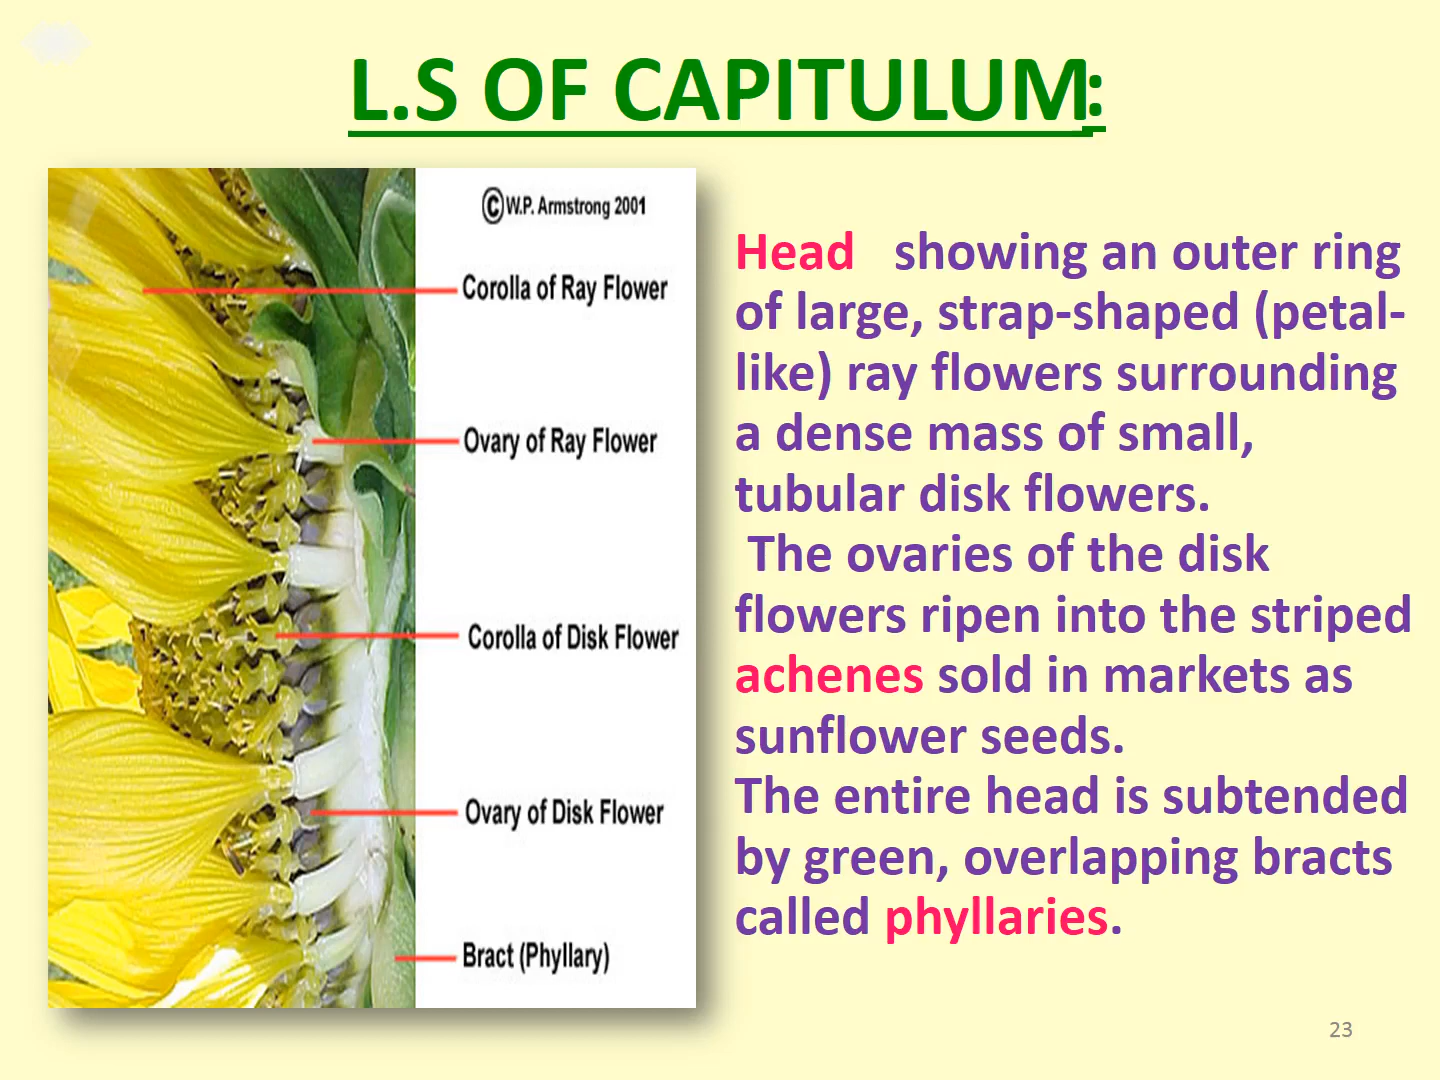 L.S OF CAPITULUM:
©W.P. Armstrong 2001
Corolla of Ray Flower
Ovary of Ray Flower
Corolla of Disk Flower
Ovary of Disk Flower
Bract (Phyllary)
Head showing an outer ring
of large, strap-shaped (petal-
like) ray flowers surrounding
a dense mass of small,
tubular disk flowers.
The ovaries of the disk
flowers ripen into the striped
achenes sold in markets as
sunflower seeds.
The entire head is subtended
by green, overlapping bracts
called phyllaries.
23